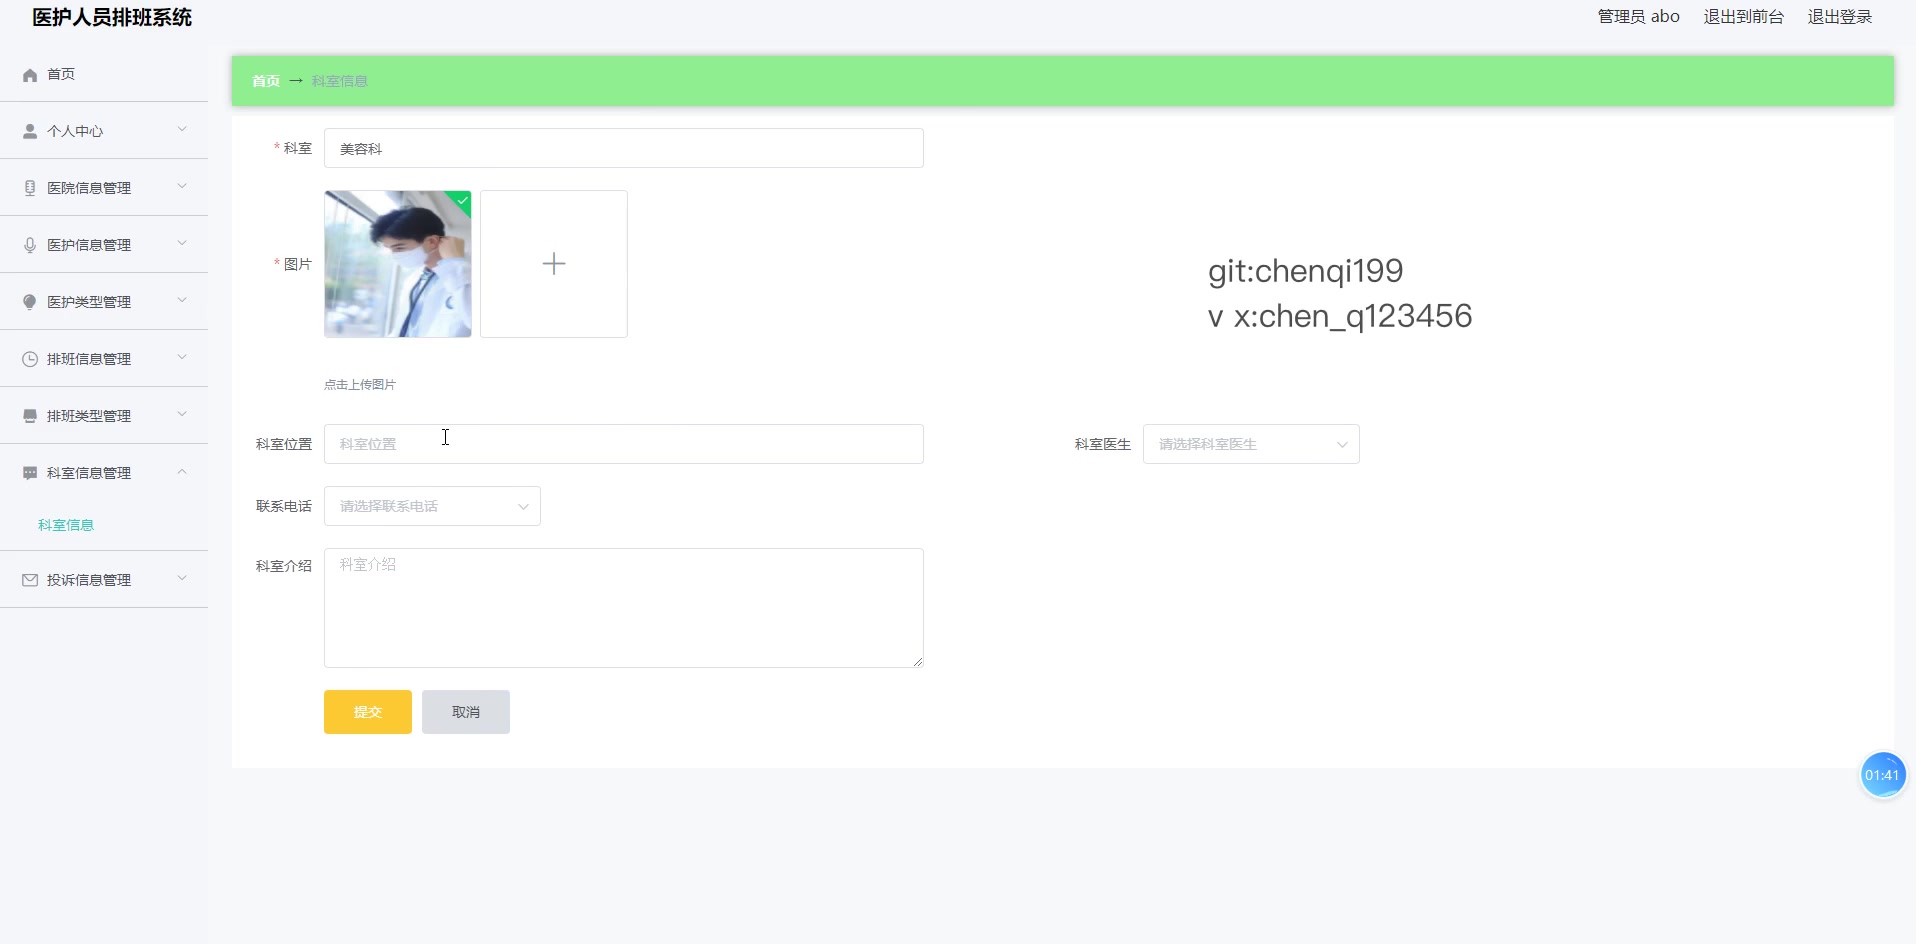 医护人员排班系统
管理员 abo 退出到前台 退出登录
首页
个人中心
医院信息管理
医护信息管理
医护类型管理
排班信息管理
排班类型管理
科室信息管理
科室信息
投诉信息管理
首页 → 科室信息
* 科室 美容科
* 图片
点击上传图片
git:chenqi199
v x:chen_q123456
科室位置 科室位置
科室医生 请选择科室医生
联系电话 请选择联系电话
科室介绍 科室介绍
提交 取消
01:41